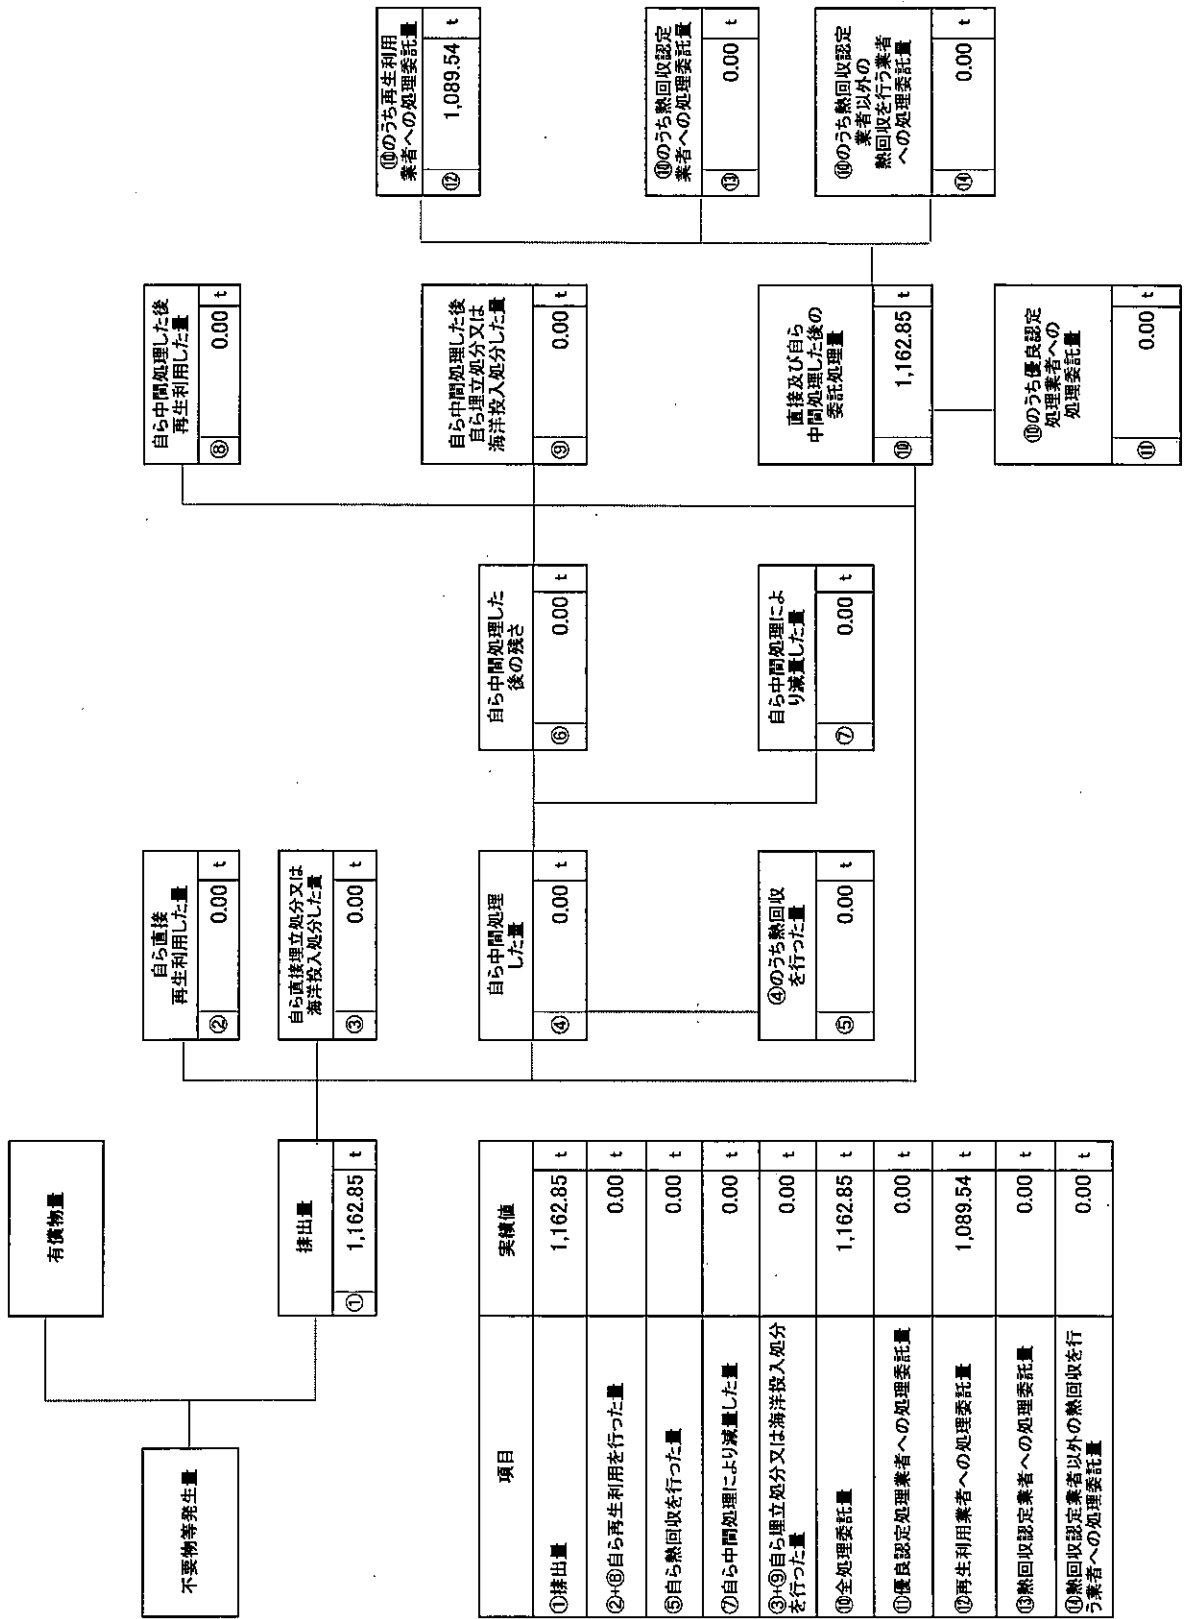 不要物等発生量
有償物量
排出量
① 1,162.85 t
自ら直接
再生利用した量
② 0.00 t
自ら直接埋立処分又は
海洋投入処分した量
③ 0.00 t
自ら中間処理
した量
④ 0.00 t
④のうち熱回収
を行った量
⑤ 0.00 t
自ら中間処理した
後の残さ
⑥ 0.00 t
自ら中間処理によ
り減量した量
⑦ 0.00 t
自ら中間処理した後
再生利用した量
⑧ 0.00 t
自ら中間処理した後
自ら埋立処分又は
海洋投入処分した量
⑨ 0.00 t
直接及び自ら
中間処理した後の
委託処理量
⑩ 1,162.85 t
⑩のうち優良認定
処理業者への
処理委託量
⑪ 0.00 t
⑩のうち再生利用
業者への処理委託量
⑫ 1,089.54 t
⑩のうち熱回収認定
業者への処理委託量
⑬ 0.00 t
⑩のうち熱回収認定
業者以外の
熱回収を行う業者
への処理委託量
⑭ 0.00 t
項目 実績値
①排出量 1,162.85 t
②+⑧自ら再生利用を行った量 0.00 t
⑤自ら熱回収を行った量 0.00 t
⑦自ら中間処理により減量した量 0.00 t
③+⑨自ら埋立処分又は海洋投入処分
を行った量 0.00 t
⑩全処理委託量 1,162.85 t
⑪優良認定処理業者への処理委託量 0.00 t
⑫再生利用業者への処理委託量 1,089.54 t
⑬熱回収認定業者への処理委託量 0.00 t
⑭熱回収認定業者以外の熱回収を行
う業者への処理委託量 0.00 t